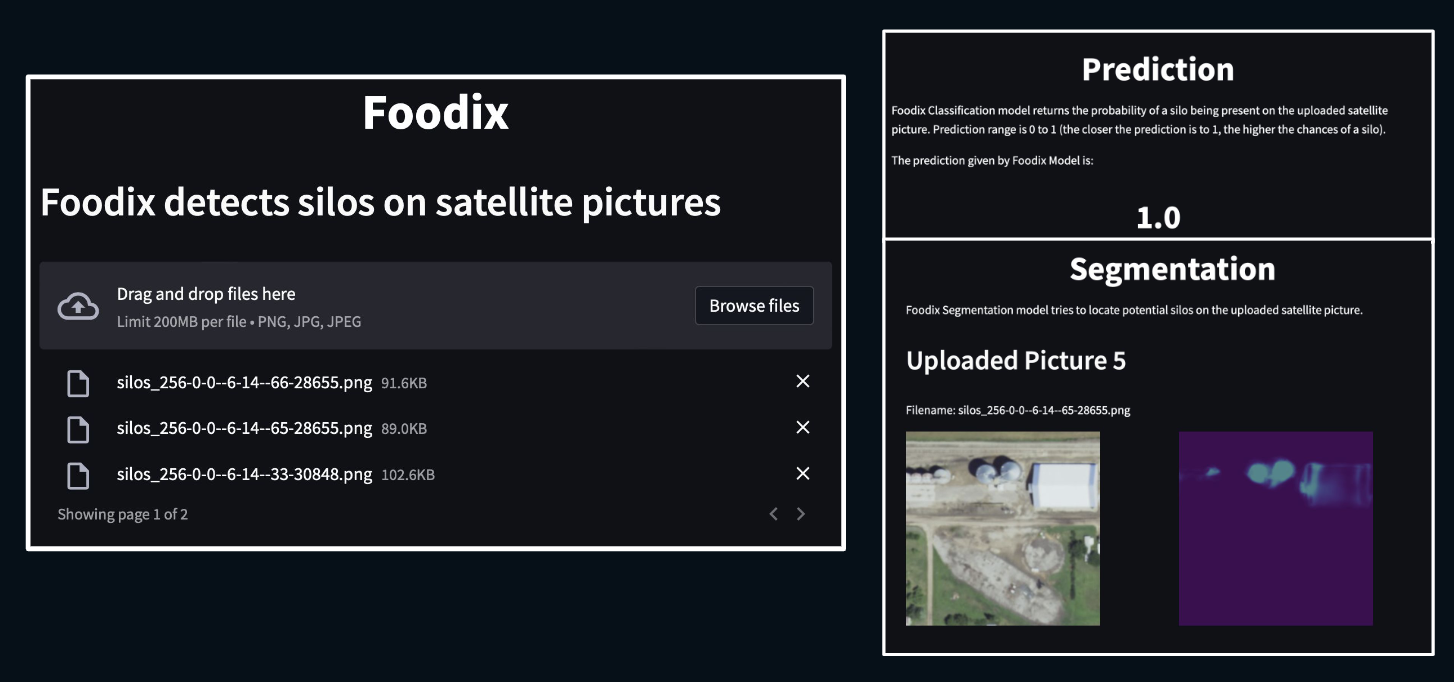 Foodix
Foodix detects silos on satellite pictures
Drag and drop files here
Limit 200MB per file • PNG, JPG, JPEG
Browse files
silos_256-0-0--6-14--66-28655.png 91.6KB
silos_256-0-0--6-14--65-28655.png 89.0KB
silos_256-0-0--6-14--33-30848.png 102.6KB
Showing page 1 of 2
Prediction
Foodix Classification model returns the probability of a silo being present on the uploaded satellite
picture. Prediction range is 0 to 1 (the closer the prediction is to 1, the higher the chances of a silo).
The prediction given by Foodix Model is:
1.0
Segmentation
Foodix Segmentation model tries to locate potential silos on the uploaded satellite picture.
Uploaded Picture 5
Filename: silos_256-0-0--6-14--65-28655.png